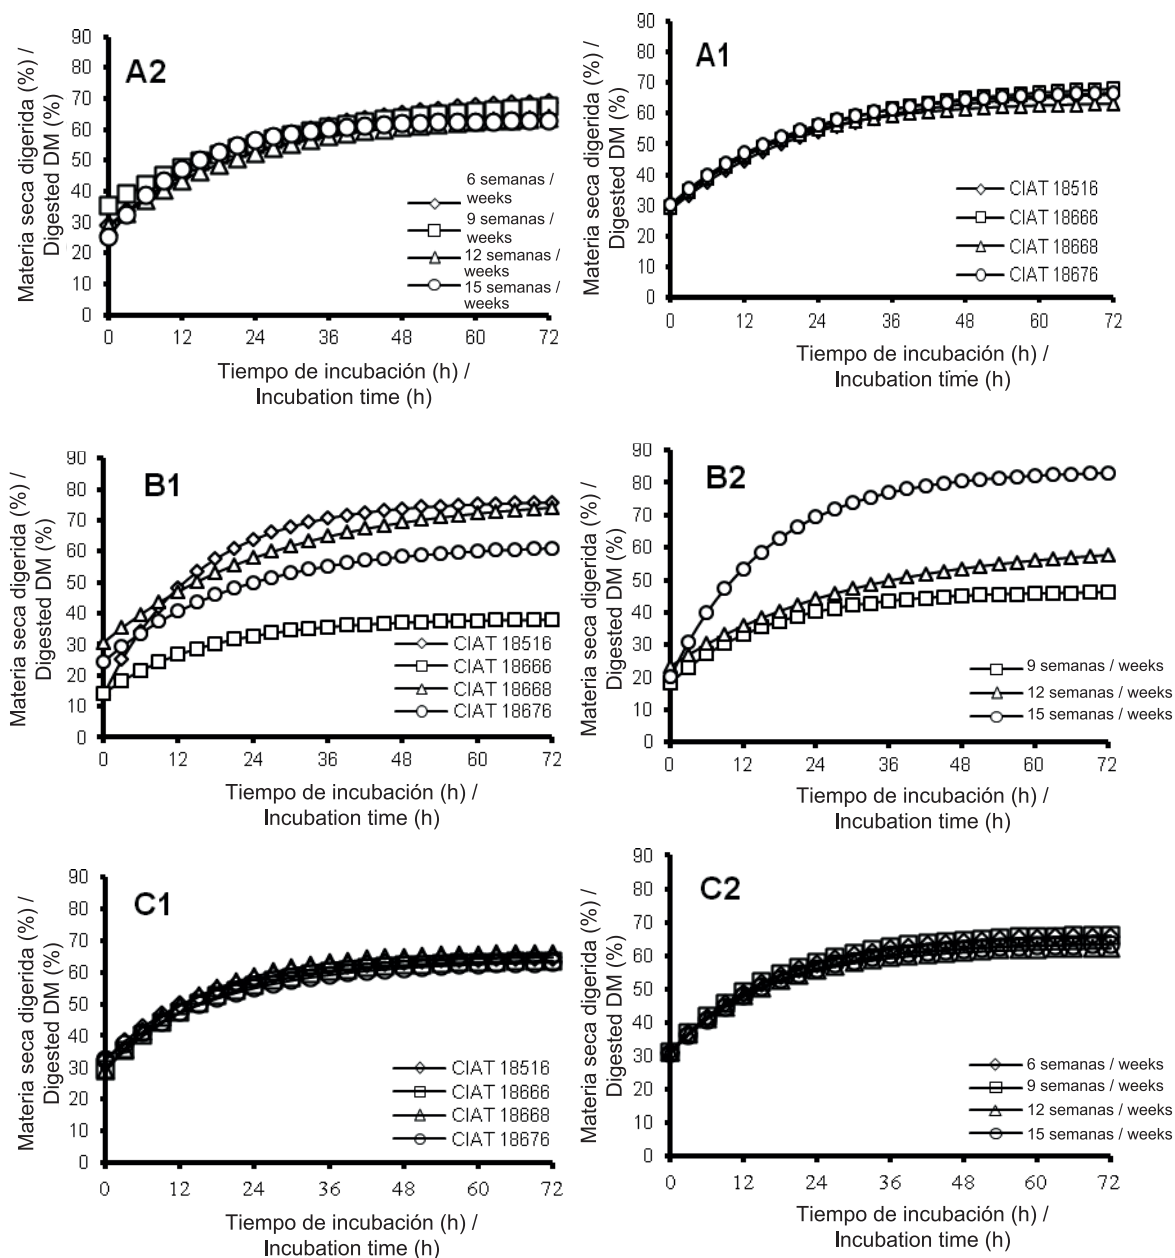 Materia seca digerida (%) /
Digested DM (%)
90
80
70
60
50
40
30
20
10
0
A2
6 semanas /
weeks
9 semanas /
weeks
12 semanas /
weeks
15 semanas /
weeks
0 12 24 36 48 60 72
Tiempo de incubación (h) /
Incubation time (h)
Materia seca digerida (%) /
Digested DM (%)
90
80
70
60
50
40
30
20
10
0
A1
CIAT 18516
CIAT 18666
CIAT 18668
CIAT 18676
0 12 24 36 48 60 72
Tiempo de incubación (h) /
Incubation time (h)
Materia seca digerida (%) /
Digested DM (%)
90
80
70
60
50
40
30
20
10
0
B1
CIAT 18516
CIAT 18666
CIAT 18668
CIAT 18676
0 12 24 36 48 60 72
Tiempo de incubación (h) /
Incubation time (h)
Materia seca digerida (%) /
Digested DM (%)
90
80
70
60
50
40
30
20
10
0
B2
9 semanas / weeks
12 semanas / weeks
15 semanas / weeks
0 12 24 36 48 60 72
Tiempo de incubación (h) /
Incubation time (h)
Materia seca digerida (%) /
Digested DM (%)
90
80
70
60
50
40
30
20
10
0
C1
CIAT 18516
CIAT 18666
CIAT 18668
CIAT 18676
0 12 24 36 48 60 72
Tiempo de incubación (h) /
Incubation time (h)
Materia seca digerida (%) /
Digested DM (%)
90
80
70
60
50
40
30
20
10
0
C2
6 semanas / weeks
9 semanas / weeks
12 semanas / weeks
15 semanas / weeks
0 12 24 36 48 60 72
Tiempo de incubación (h) /
Incubation time (h)